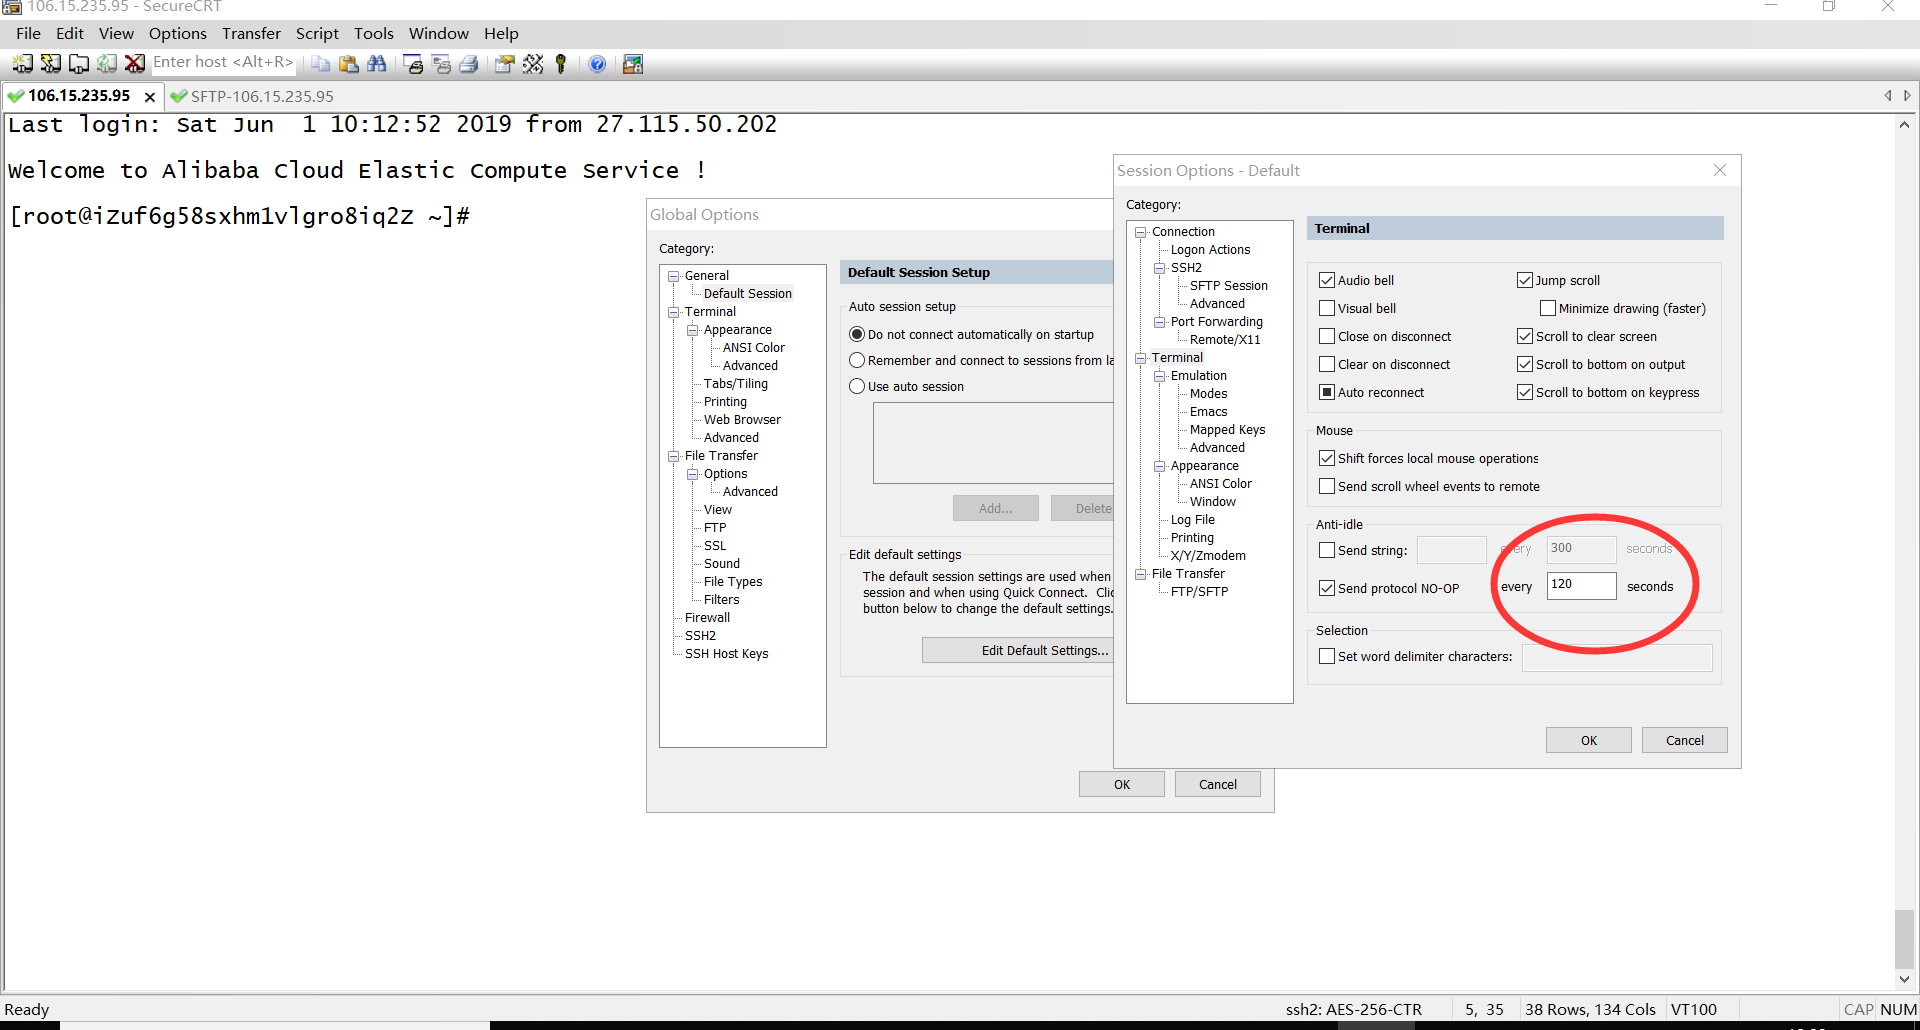 106.15.235.95 - SecureCRT
File Edit View Options Transfer Script Tools Window Help
Enter host <Alt+R>
106.15.235.95
SFTP-106.15.235.95
Last login: Sat Jun  1 10:12:52 2019 from 27.115.50.202
Welcome to Alibaba Cloud Elastic Compute Service !
[root@izuf6g58sxhm1vlgro8iq2z ~]#
Global Options
Category:
General
Default Session
Terminal
Appearance
ANSI Color
Advanced
Tabs/Tiling
Printing
Web Browser
Advanced
File Transfer
Options
Advanced
View
FTP
SSL
Sound
File Types
Filters
Firewall
SSH2
SSH Host Keys
Default Session Setup
Auto session setup
Do not connect automatically on startup
Remember and connect to sessions from la
Use auto session
Add...
Delete
Edit default settings
The default session settings are used when
session and when using Quick Connect. Clic
button below to change the default settings.
Edit Default Settings...
OK
Cancel
Session Options - Default
Category:
Connection
Logon Actions
SSH2
SFTP Session
Advanced
Port Forwarding
Remote/X11
Terminal
Emulation
Modes
Emacs
Mapped Keys
Advanced
Appearance
ANSI Color
Window
Log File
Printing
X/Y/Zmodem
File Transfer
FTP/SFTP
Terminal
Audio bell
Jump scroll
Visual bell
Minimize drawing (faster)
Close on disconnect
Scroll to clear screen
Clear on disconnect
Scroll to bottom on output
Auto reconnect
Scroll to bottom on keypress
Mouse
Shift forces local mouse operations
Send scroll wheel events to remote
Anti-idle
Send string: every 300 seconds
Send protocol NO-OP every 120 seconds
Selection
Set word delimiter characters:
OK
Cancel
Ready
ssh2: AES-256-CTR
5, 35
38 Rows, 134 Cols
VT100
CAP NUM